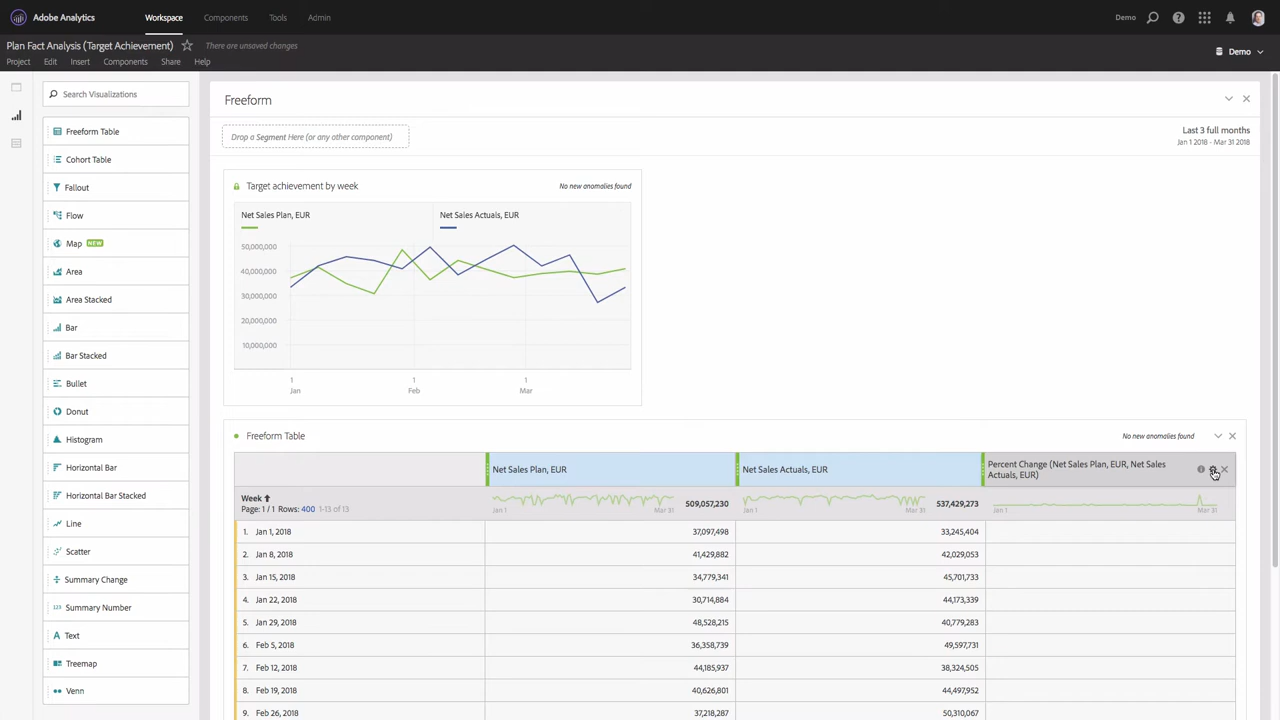 Adobe Analytics Workspace Components Tools Admin Demo
Plan Fact Analysis (Target Achievement) There are unsaved changes
Demo
Project Edit Insert Components Share Help
Search Visualizations
Freeform Table
Cohort Table
Fallout
Flow
Map NEW
Area
Area Stacked
Bar
Bar Stacked
Bullet
Donut
Histogram
Horizontal Bar
Horizontal Bar Stacked
Line
Scatter
Summary Change
123 Summary Number
A Text
Treemap
Venn
Freeform
Drop a Segment Here (or any other component)
Last 3 full months
Jan 1 2018 - Mar 31 2018
Target achievement by week No new anomalies found
Net Sales Plan, EUR Net Sales Actuals, EUR
50,000,000
40,000,000
30,000,000
20,000,000
10,000,000
1 1 1
Jan Feb Mar
Freeform Table No new anomalies found
Net Sales Plan, EUR Net Sales Actuals, EUR Percent Change (Net Sales Plan, EUR, Net Sales
Actuals, EUR)
Week
Page: 1 / 1 Rows: 400 1-13 of 13
Jan 1 Mar 31 509,057,230 Jan 1 Mar 31 537,429,273 Jan 1 Mar 31
1. Jan 1, 2018 37,097,498 33,245,404
2. Jan 8, 2018 41,429,882 42,029,053
3. Jan 15, 2018 34,779,341 45,701,733
4. Jan 22, 2018 30,714,884 44,173,339
5. Jan 29, 2018 48,528,215 40,779,283
6. Feb 5, 2018 36,358,739 49,597,731
7. Feb 12, 2018 44,185,937 38,324,505
8. Feb 19, 2018 40,626,801 44,497,952
9. Feb 26, 2018 37,218,287 50,310,067